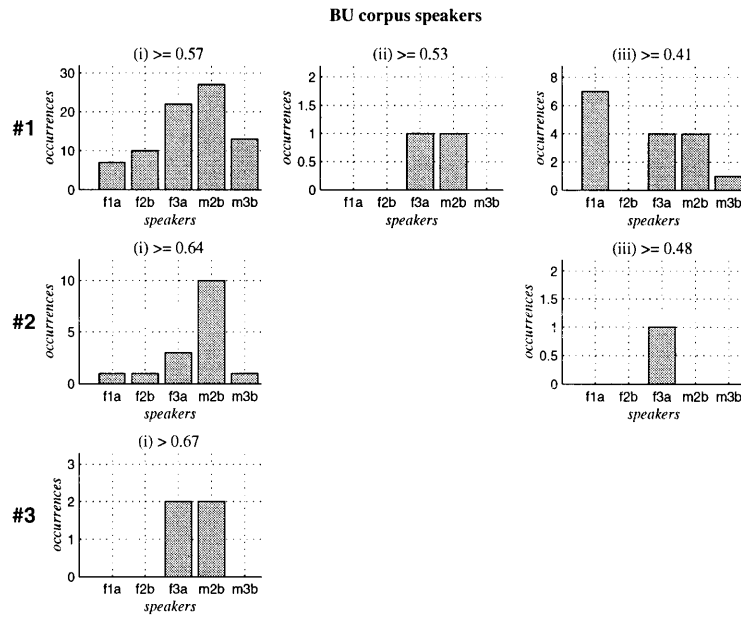 BU corpus speakers
#1
(i) >= 0.57
occurrences
30
20
10
0
f1a f2b f3a m2b m3b
speakers
(ii) >= 0.53
occurrences
2
1.5
1
0.5
0
f1a f2b f3a m2b m3b
speakers
(iii) >= 0.41
occurrences
8
6
4
2
0
f1a f2b f3a m2b m3b
speakers
#2
(i) >= 0.64
occurrences
10
5
0
f1a f2b f3a m2b m3b
speakers
(iii) >= 0.48
occurrences
2
1.5
1
0.5
0
f1a f2b f3a m2b m3b
speakers
#3
(i) > 0.67
occurrences
3
2
1
0
f1a f2b f3a m2b m3b
speakers